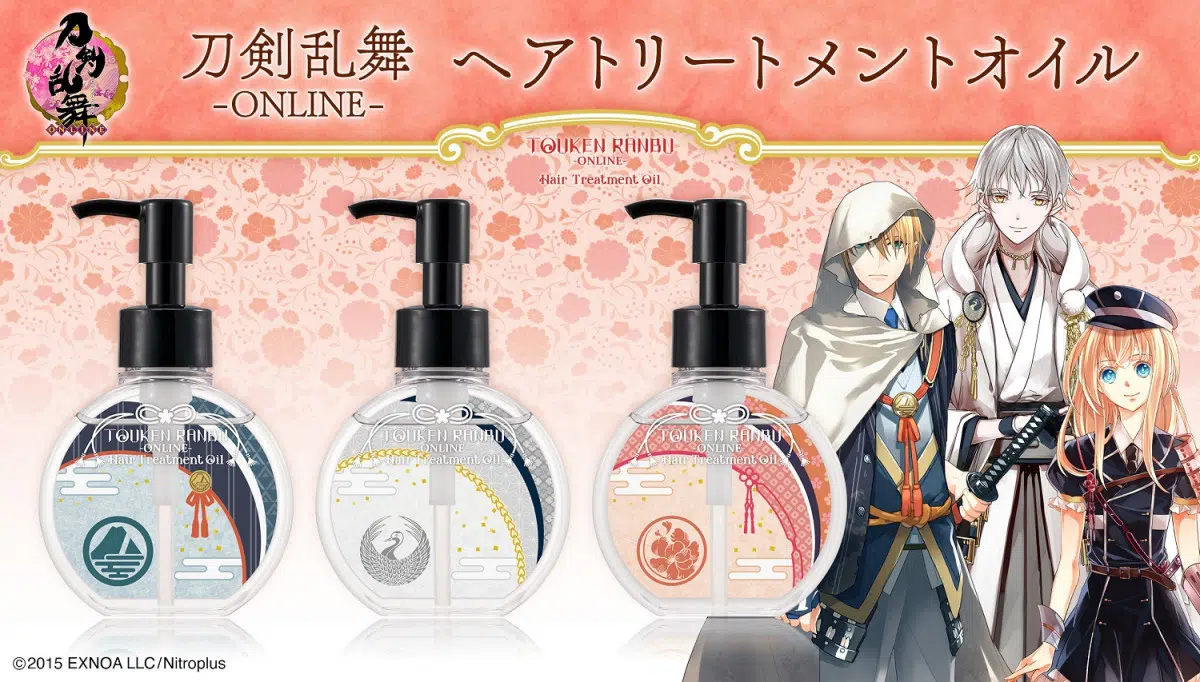 刀剣乱舞
ONLINE
刀剣乱舞
-ONLINE-
ヘアトリートメントオイル
TOUKEN RANBU
-ONLINE-
Hair Treatment Oil
TOUKEN RANBU
-ONLINE-
Hair Treatment Oil
TOUKEN RANBU
-ONLINE-
Hair Treatment Oil
TOUKEN RANBU
-ONLINE-
Hair Treatment Oil
©2015 EXNOA LLC/Nitroplus